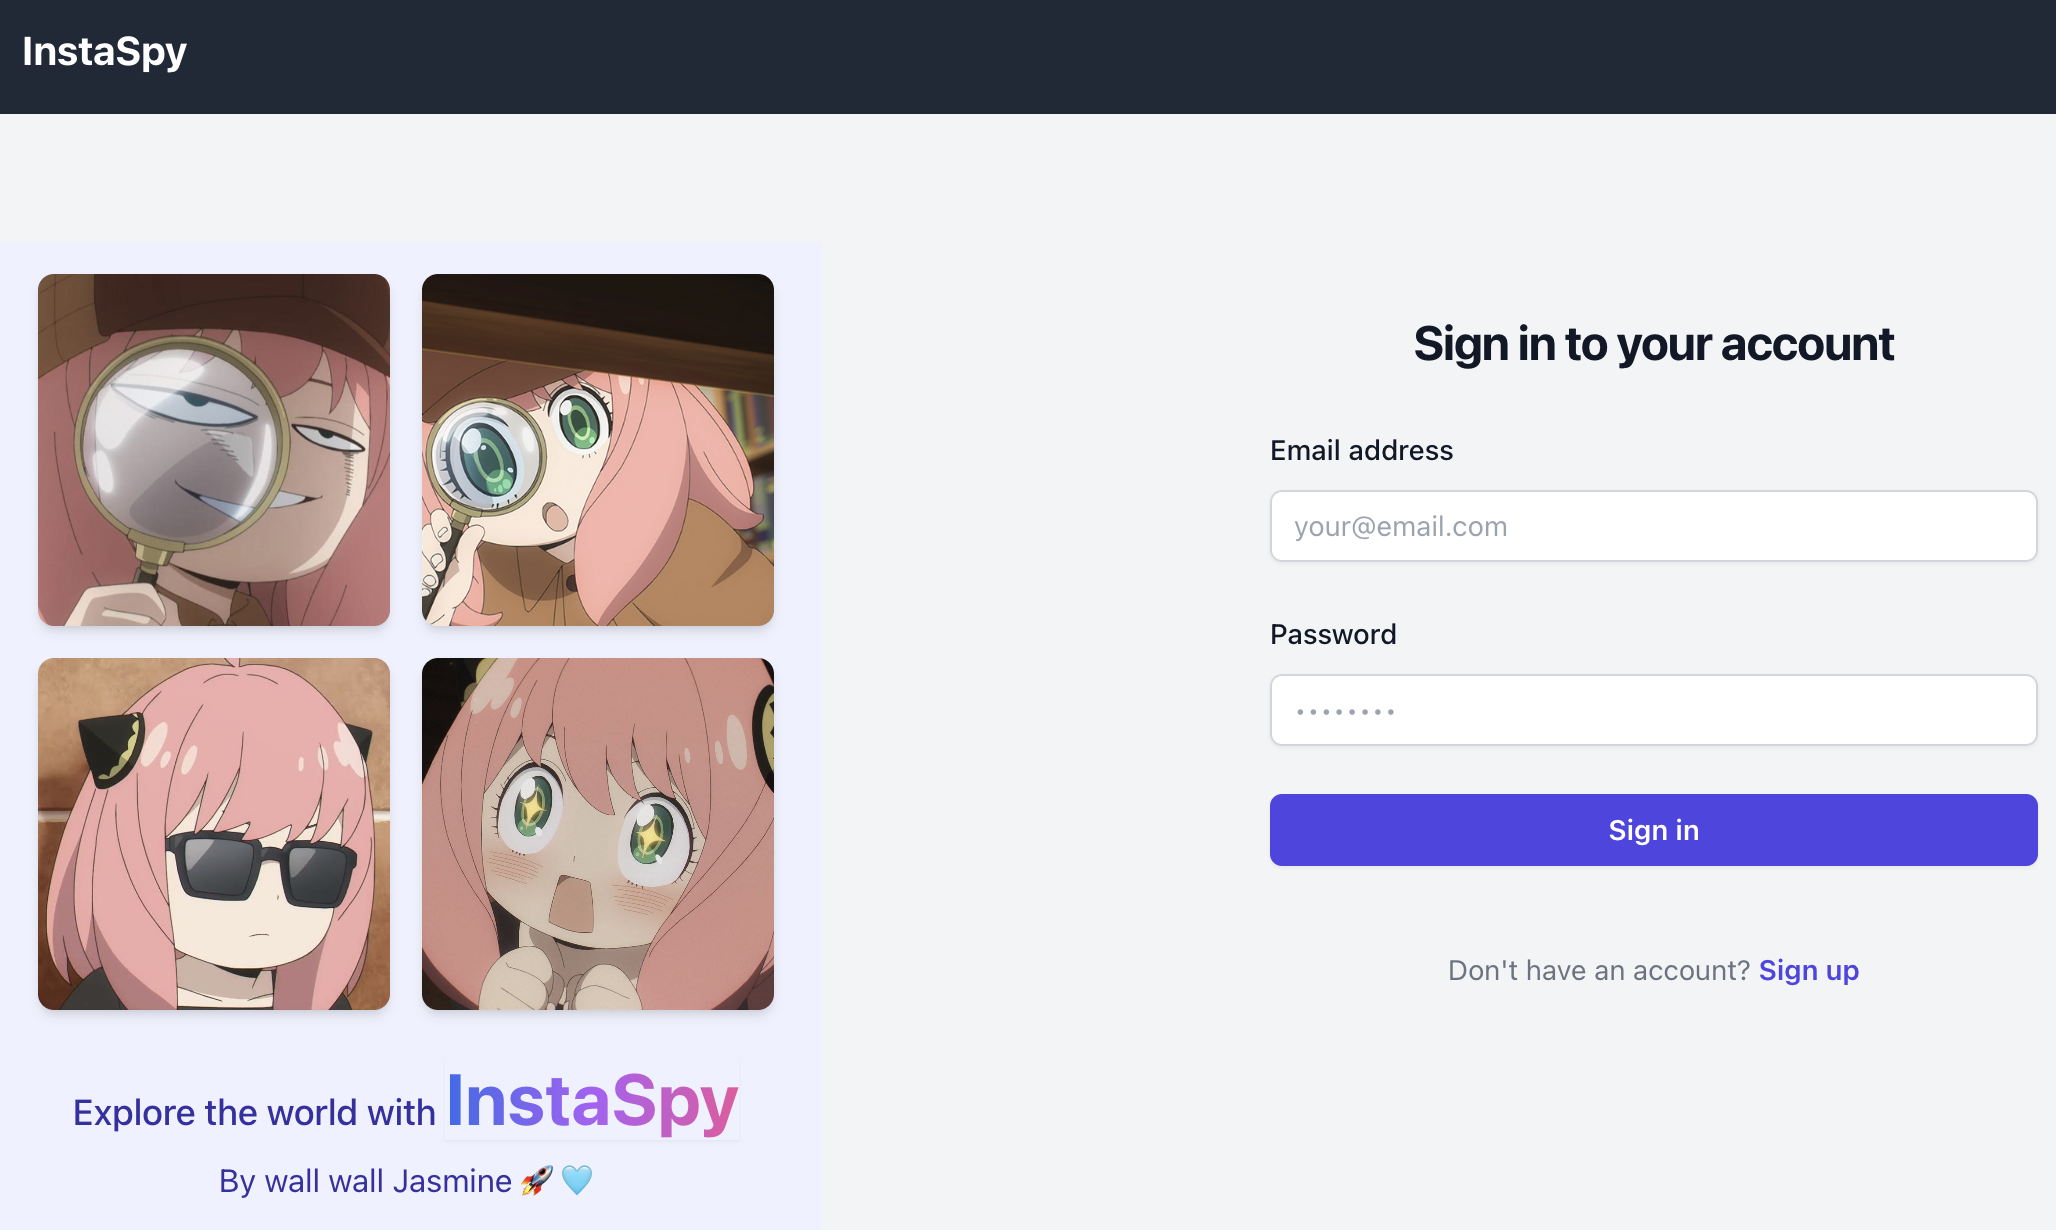 InstaSpy
Explore the world with InstaSpy
By wall wall Jasmine 🚀 🩵
Sign in to your account
Email address
your@email.com
Password
••••••••
Sign in
Don't have an account? Sign up